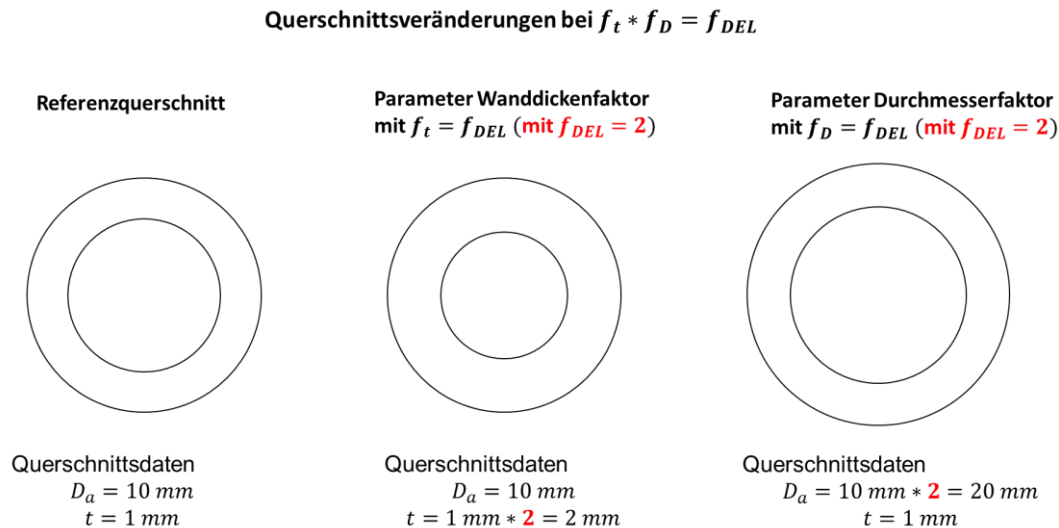 Querschnittsveränderungen bei f_t * f_D = f_DEL
Referenzquerschnitt
Parameter Wanddickenfaktor
mit f_t = f_DEL (mit f_DEL = 2)
Parameter Durchmesserfaktor
mit f_D = f_DEL (mit f_DEL = 2)
Querschnittsdaten
D_a = 10 mm
t = 1 mm
Querschnittsdaten
D_a = 10 mm
t = 1 mm * 2 = 2 mm
Querschnittsdaten
D_a = 10 mm * 2 = 20 mm
t = 1 mm